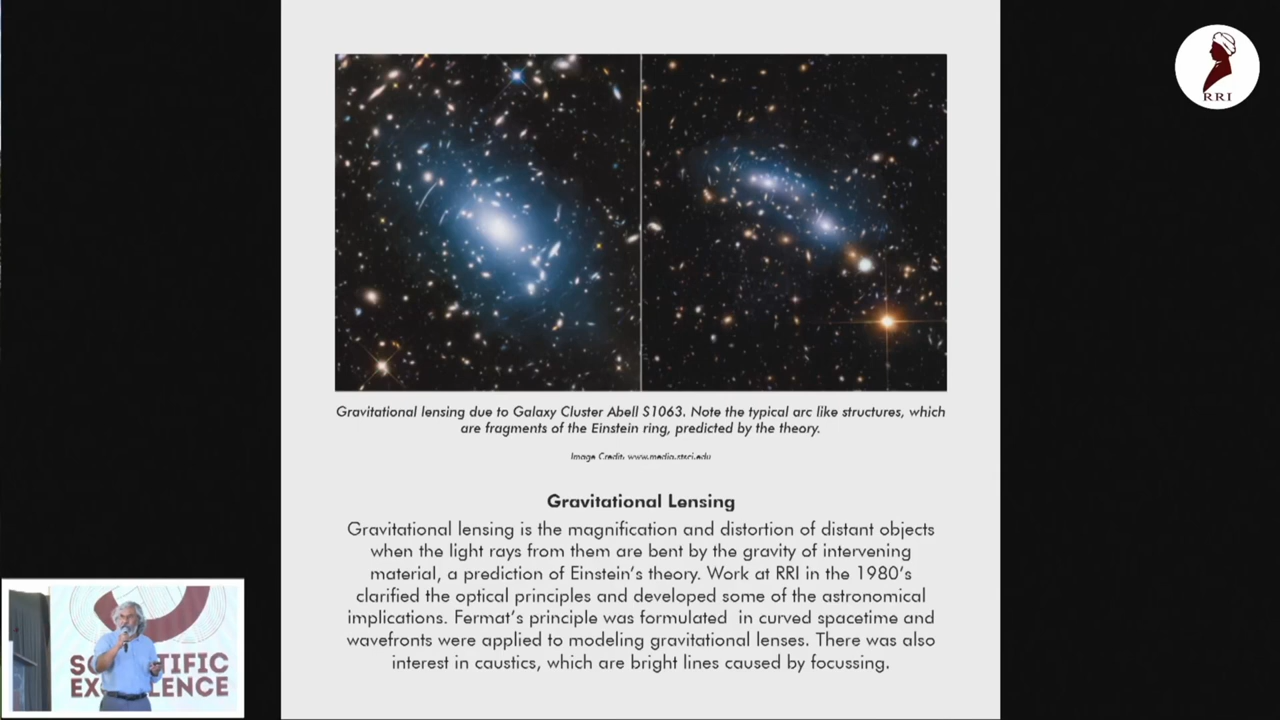 RRI
Gravitational lensing due to Galaxy Cluster Abell S1063. Note the typical arc like structures, which
are fragments of the Einstein ring, predicted by the theory.
Image Credit: www.media.stsci.edu
Gravitational Lensing
Gravitational lensing is the magnification and distortion of distant objects
when the light rays from them are bent by the gravity of intervening
material, a prediction of Einstein's theory. Work at RRI in the 1980's
clarified the optical principles and developed some of the astronomical
implications. Fermat's principle was formulated in curved spacetime and
wavefronts were applied to modeling gravitational lenses. There was also
interest in caustics, which are bright lines caused by focussing.